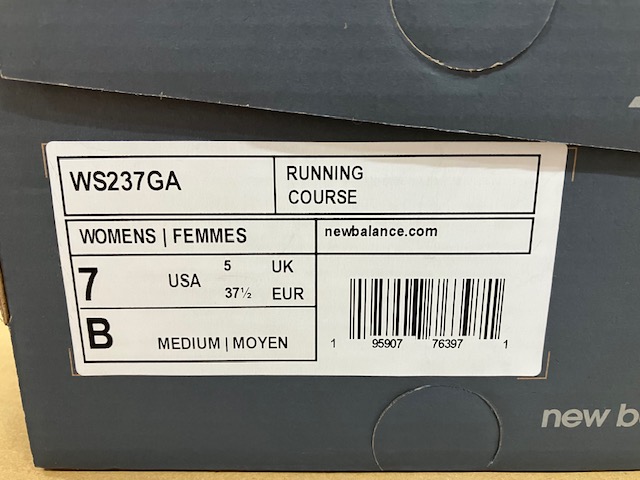 WS237GA
RUNNING
COURSE
WOMENS | FEMMES
newbalance.com
7 USA 5 UK
37½ EUR
B MEDIUM | MOYEN
1 95907 76397 1
new b